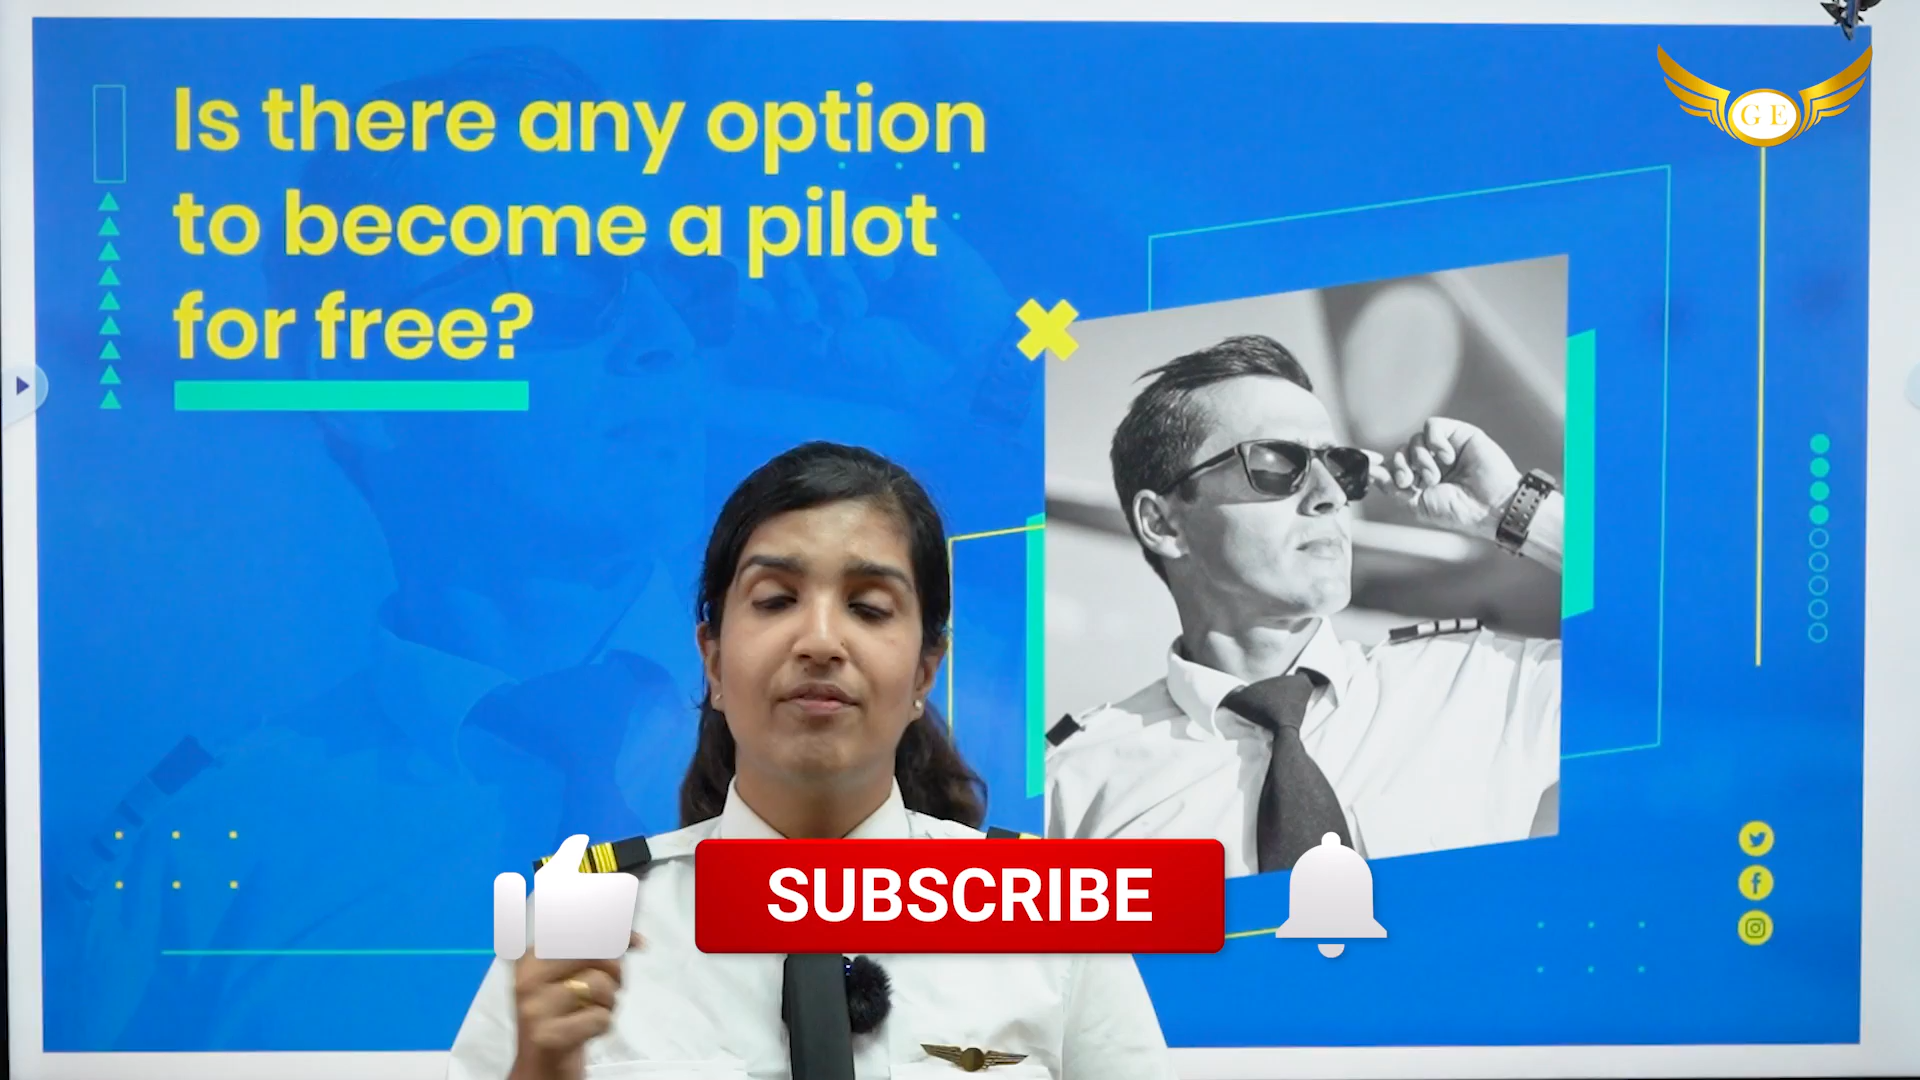 Is there any option
to become a pilot
for free?
G E
SUBSCRIBE